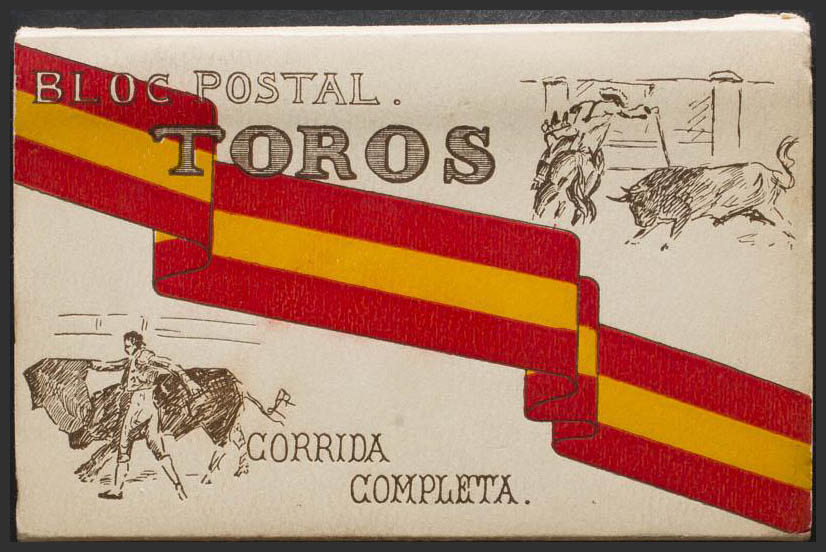 BLOC POSTAL.
TOROS
CORRIDA
COMPLETA.